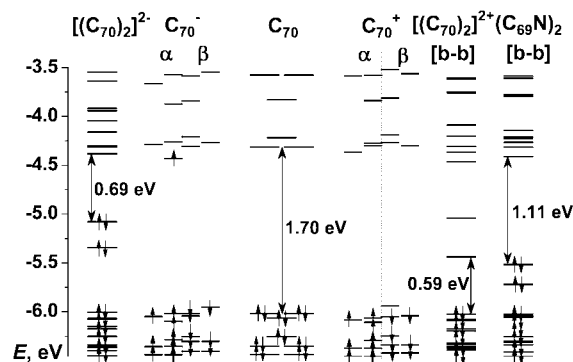 [(C70)2]2- C70- C70 C70+ [(C70)2]2+ (C69N)2
α β α β [b-b] [b-b]
-3.5
-4.0
-4.5
-5.0
-5.5
-6.0
E, eV
0.69 eV
1.70 eV
0.59 eV
1.11 eV